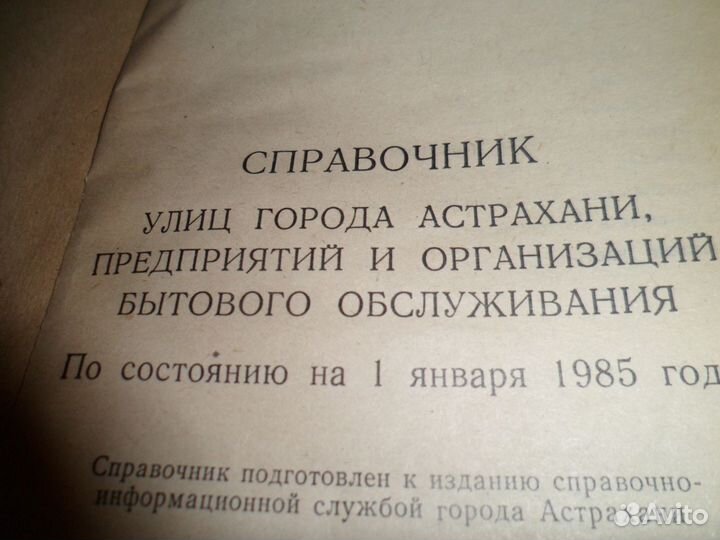 СПРАВОЧНИК
УЛИЦ ГОРОДА АСТРАХАНИ,
ПРЕДПРИЯТИЙ И ОРГАНИЗАЦИЙ
БЫТОВОГО ОБСЛУЖИВАНИЯ
По состоянию на 1 января 1985 год
Справочник подготовлен к изданию справочно-
информационной службой города Астрахани
Avito